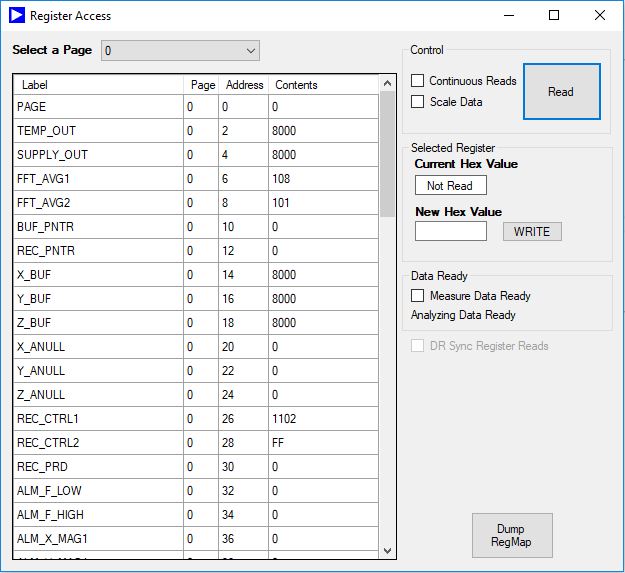 Register Access
Select a Page 0
Label Page Address Contents
PAGE 0 0 0
TEMP_OUT 0 2 8000
SUPPLY_OUT 0 4 8000
FFT_AVG1 0 6 108
FFT_AVG2 0 8 101
BUF_PNTR 0 10 0
REC_PNTR 0 12 0
X_BUF 0 14 8000
Y_BUF 0 16 8000
Z_BUF 0 18 8000
X_ANULL 0 20 0
Y_ANULL 0 22 0
Z_ANULL 0 24 0
REC_CTRL1 0 26 1102
REC_CTRL2 0 28 FF
REC_PRD 0 30 0
ALM_F_LOW 0 32 0
ALM_F_HIGH 0 34 0
ALM_X_MAG1 0 36 0
Control
Continuous Reads
Scale Data
Read
Selected Register
Current Hex Value
Not Read
New Hex Value
WRITE
Data Ready
Measure Data Ready
Analyzing Data Ready
DR Sync Register Reads
Dump
RegMap